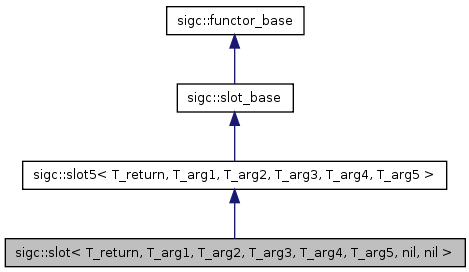 sigc::functor_base
sigc::slot_base
sigc::slot5< T_return, T_arg1, T_arg2, T_arg3, T_arg4, T_arg5 >
sigc::slot< T_return, T_arg1, T_arg2, T_arg3, T_arg4, T_arg5, nil, nil >